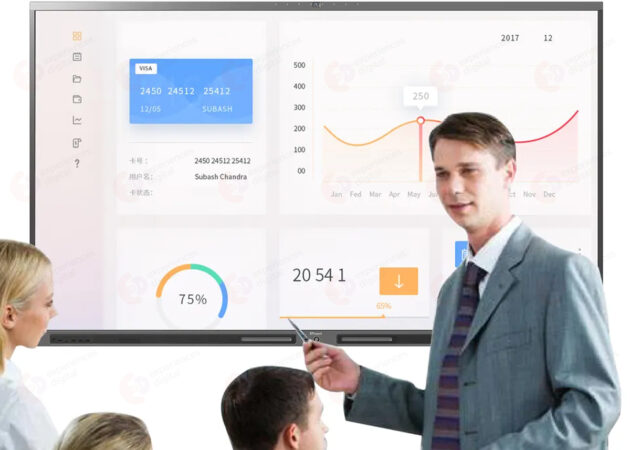 2017 12
VISA
2450 24512 25412
12/05 SUBASH
卡号： 2450 24512 25412
用户名： Subash Chandra
卡状态：
500
400
300
200
100
00
250
Jan Fed Mar Apr May Nov Dec
?
75%
20 54 1
65%
experiences
digital